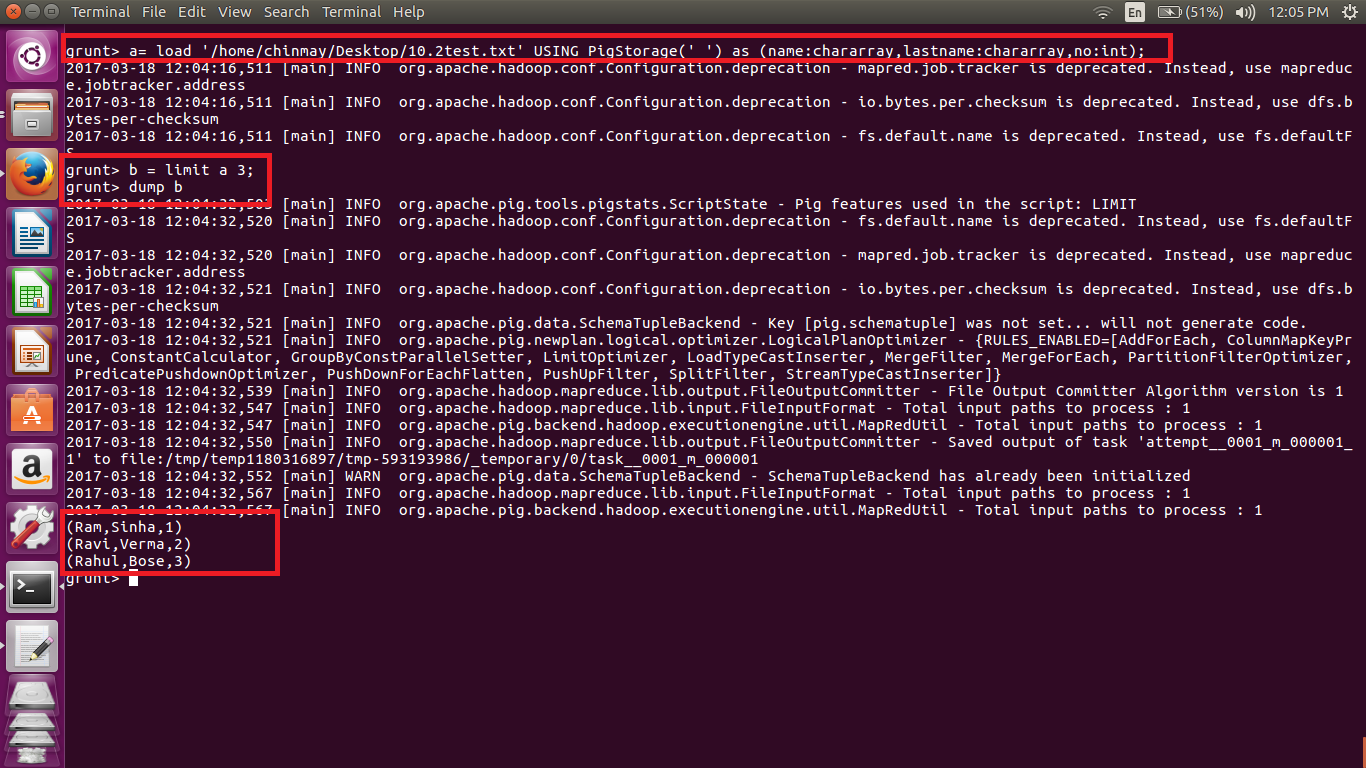 Terminal File Edit View Search Terminal Help En (51%) 12:05 PM
grunt> a= load '/home/chinmay/Desktop/10.2test.txt' USING PigStorage(' ') as (name:chararray,lastname:chararray,no:int);
2017-03-18 12:04:16,511 [main] INFO  org.apache.hadoop.conf.Configuration.deprecation - mapred.job.tracker is deprecated. Instead, use mapreduc
e.jobtracker.address
2017-03-18 12:04:16,511 [main] INFO  org.apache.hadoop.conf.Configuration.deprecation - io.bytes.per.checksum is deprecated. Instead, use dfs.b
ytes-per-checksum
2017-03-18 12:04:16,511 [main] INFO  org.apache.hadoop.conf.Configuration.deprecation - fs.default.name is deprecated. Instead, use fs.defaultF
S
grunt> b = limit a 3;
grunt> dump b
2017-03-18 12:04:32,505 [main] INFO  org.apache.pig.tools.pigstats.ScriptState - Pig features used in the script: LIMIT
2017-03-18 12:04:32,520 [main] INFO  org.apache.hadoop.conf.Configuration.deprecation - fs.default.name is deprecated. Instead, use fs.defaultF
S
2017-03-18 12:04:32,520 [main] INFO  org.apache.hadoop.conf.Configuration.deprecation - mapred.job.tracker is deprecated. Instead, use mapreduc
e.jobtracker.address
2017-03-18 12:04:32,521 [main] INFO  org.apache.hadoop.conf.Configuration.deprecation - io.bytes.per.checksum is deprecated. Instead, use dfs.b
ytes-per-checksum
2017-03-18 12:04:32,521 [main] INFO  org.apache.pig.data.SchemaTupleBackend - Key [pig.schematuple] was not set... will not generate code.
2017-03-18 12:04:32,521 [main] INFO  org.apache.pig.newplan.logical.optimizer.LogicalPlanOptimizer - {RULES_ENABLED=[AddForEach, ColumnMapKeyPr
une, ConstantCalculator, GroupByConstParallelSetter, LimitOptimizer, LoadTypeCastInserter, MergeFilter, MergeForEach, PartitionFilterOptimizer,
 PredicatePushdownOptimizer, PushDownForEachFlatten, PushUpFilter, SplitFilter, StreamTypeCastInserter]}
2017-03-18 12:04:32,539 [main] INFO  org.apache.hadoop.mapreduce.lib.output.FileOutputCommitter - File Output Committer Algorithm version is 1
2017-03-18 12:04:32,547 [main] INFO  org.apache.hadoop.mapreduce.lib.input.FileInputFormat - Total input paths to process : 1
2017-03-18 12:04:32,547 [main] INFO  org.apache.pig.backend.hadoop.executionengine.util.MapRedUtil - Total input paths to process : 1
2017-03-18 12:04:32,550 [main] INFO  org.apache.hadoop.mapreduce.lib.output.FileOutputCommitter - Saved output of task 'attempt__0001_m_000001_
1' to file:/tmp/temp1180316897/tmp-593193986/_temporary/0/task__0001_m_000001
2017-03-18 12:04:32,552 [main] WARN  org.apache.pig.data.SchemaTupleBackend - SchemaTupleBackend has already been initialized
2017-03-18 12:04:32,567 [main] INFO  org.apache.hadoop.mapreduce.lib.input.FileInputFormat - Total input paths to process : 1
2017-03-18 12:04:32,567 [main] INFO  org.apache.pig.backend.hadoop.executionengine.util.MapRedUtil - Total input paths to process : 1
(Ram,Sinha,1)
(Ravi,Verma,2)
(Rahul,Bose,3)
grunt>